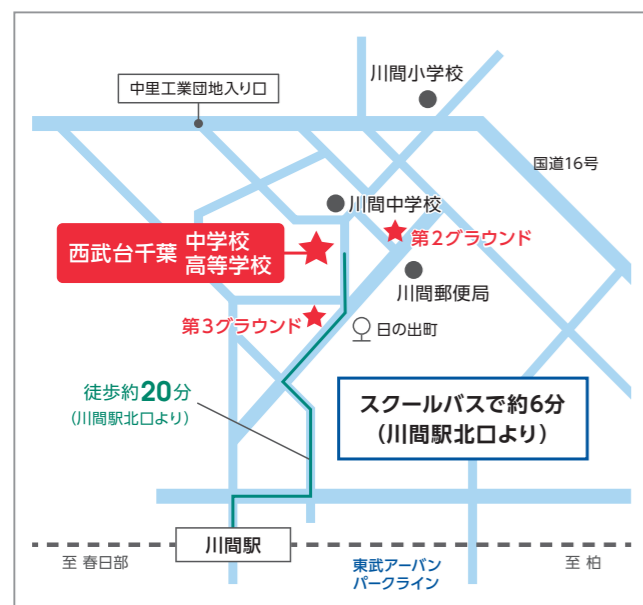 川間小学校
中里工業団地入り口
国道16号
川間中学校
西武台千葉 中学校
高等学校
第2グラウンド
川間郵便局
第3グラウンド
日の出町
徒歩約20分
(川間駅北口より)
スクールバスで約6分
(川間駅北口より)
川間駅
至 春日部
東武アーバン
パークライン
至 柏